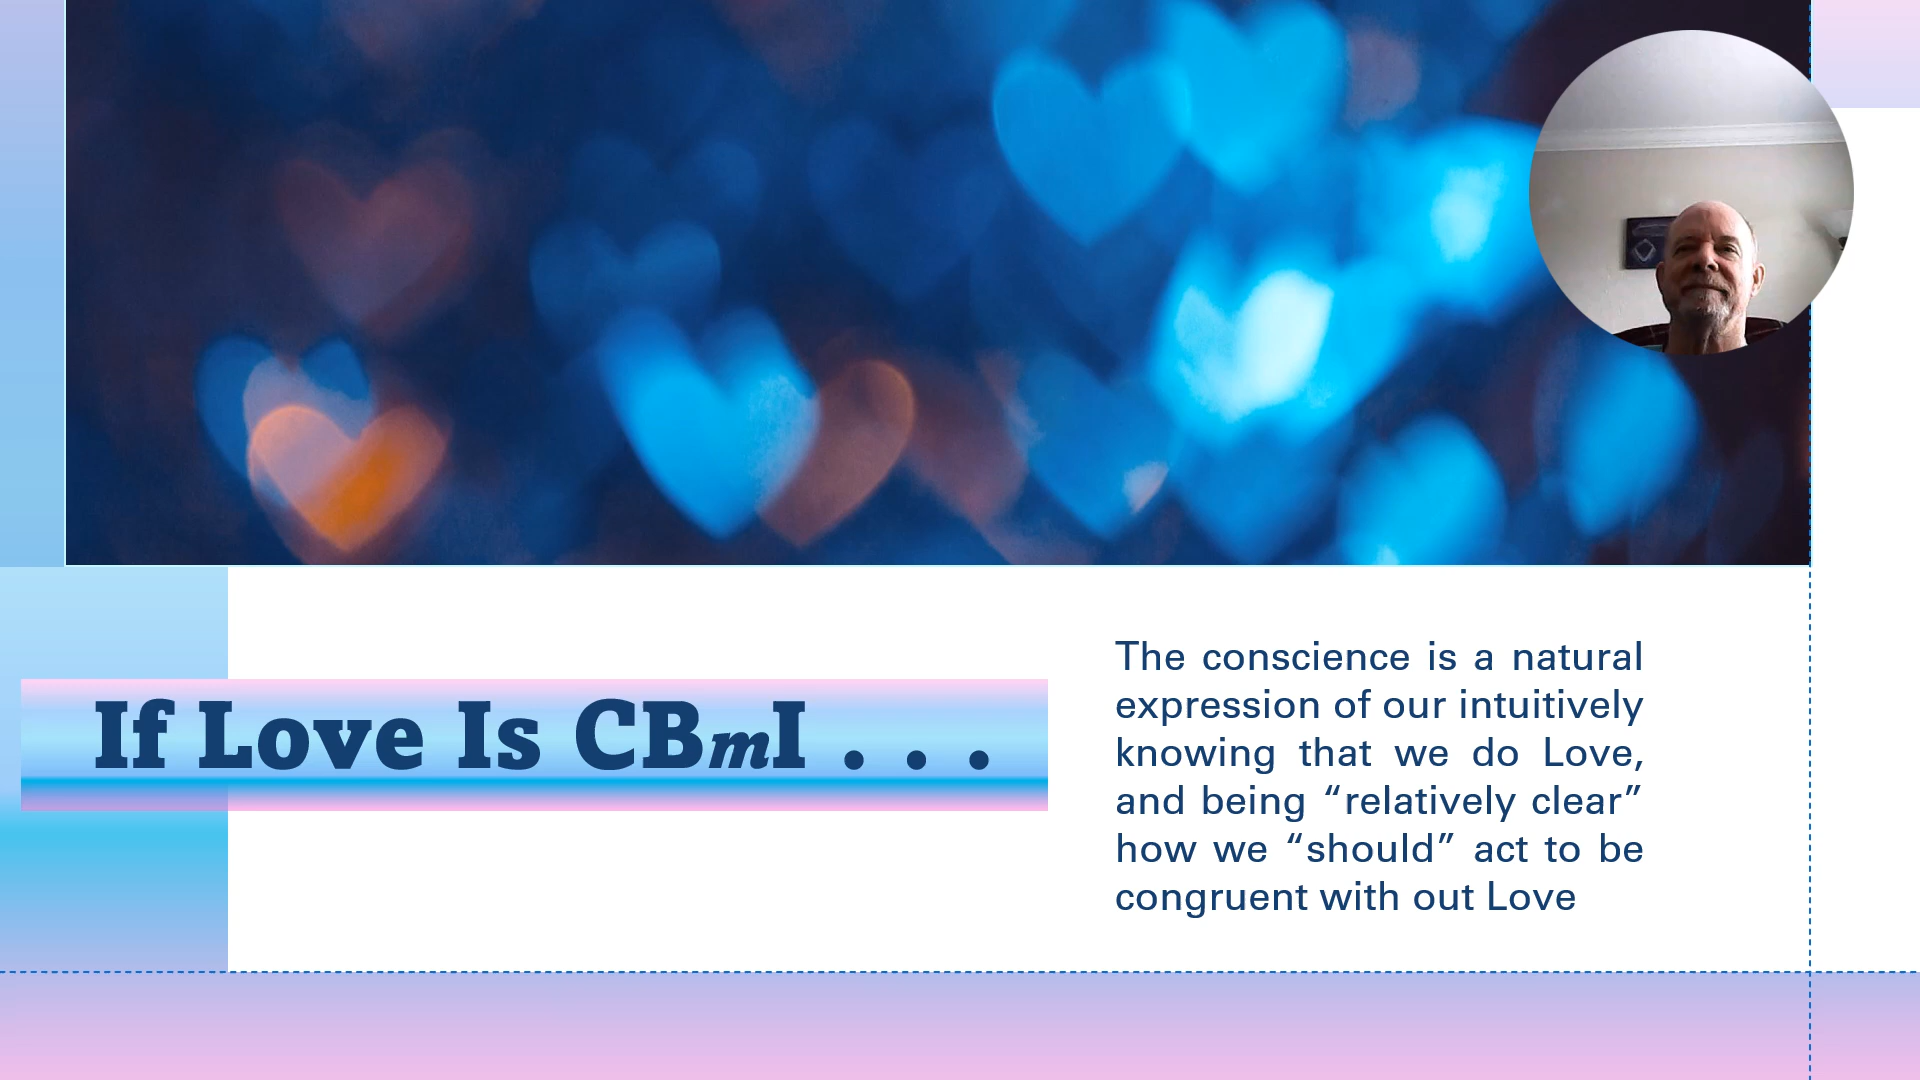 If Love Is CBmI . . .
The conscience is a natural
expression of our intuitively
knowing that we do Love,
and being “relatively clear”
how we “should” act to be
congruent with out Love